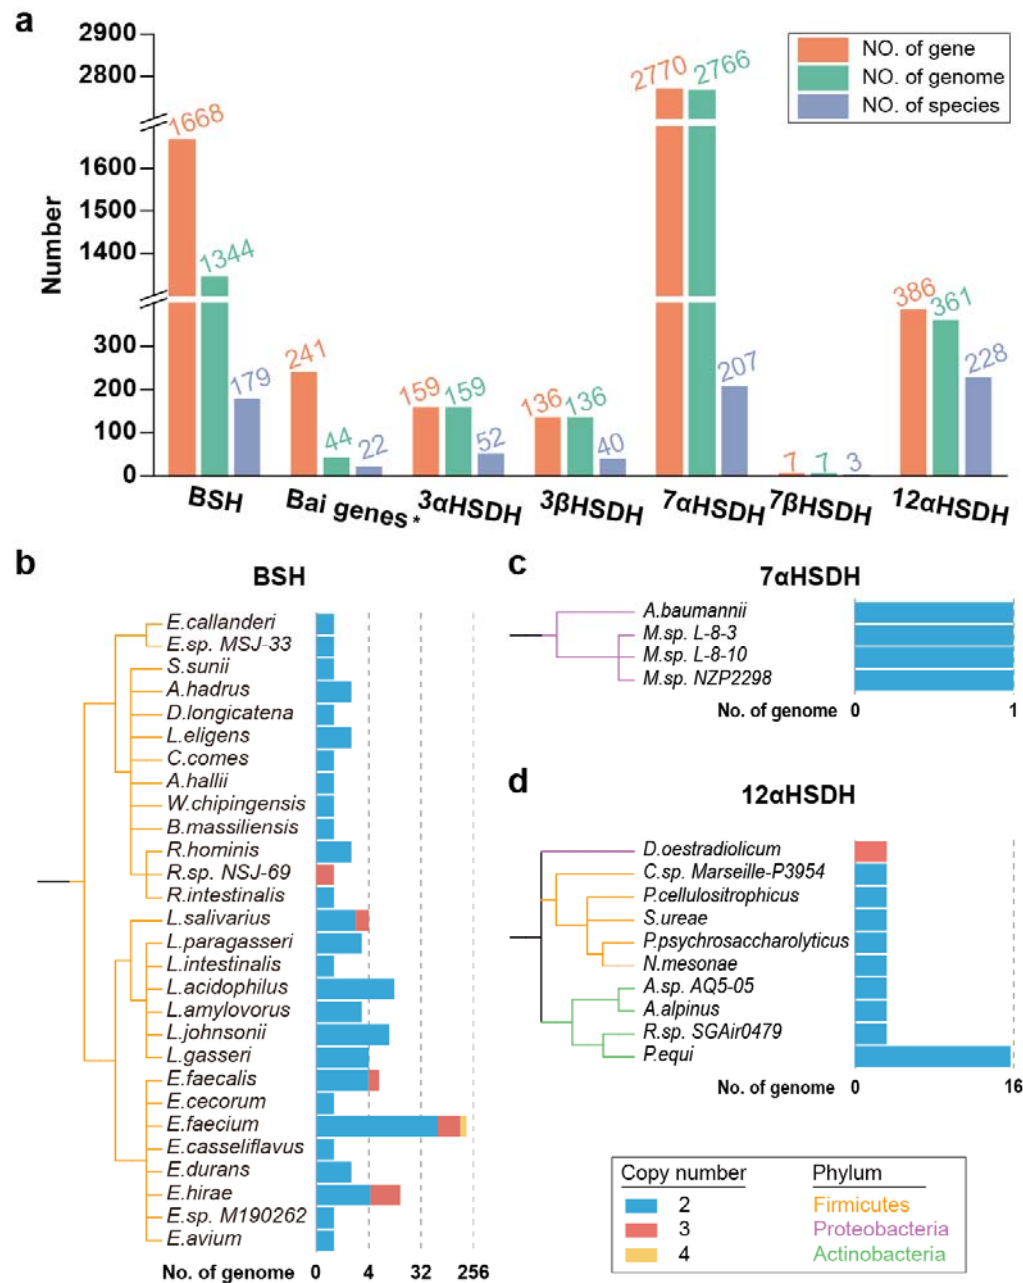 a
2900
2800
1600
1500
1400
300
200
100
0
Number
NO. of gene
NO. of genome
NO. of species
1668
1344
179
241
44
22
159
159
52
136
136
40
2770
2766
207
7
7
3
386
361
228
BSH
Bai genes*
3αHSDH
3βHSDH
7αHSDH
7βHSDH
12αHSDH
b
BSH
E.callanderi
E.sp. MSJ-33
S.sunii
A.hadrus
D.longicatena
L.eligens
C.comes
A.hallii
W.chipingensis
B.massiliensis
R.hominis
R.sp. NSJ-69
R.intestinalis
L.salivarius
L.paragasseri
L.intestinalis
L.acidophilus
L.amylovorus
L.johnsonii
L.gasseri
E.faecalis
E.cecorum
E.faecium
E.casseliflavus
E.durans
E.hirae
E.sp. M190262
E.avium
No. of genome 0 4 32 256
c
7αHSDH
A.baumannii
M.sp. L-8-3
M.sp. L-8-10
M.sp. NZP2298
No. of genome 0 1
d
12αHSDH
D.oestradiolicum
C.sp. Marseille-P3954
P.cellulositrophicus
S.ureae
P.psychrosaccharolyticus
N.mesonae
A.sp. AQ5-05
A.alpinus
R.sp. SGAir0479
P.equi
No. of genome 0 16
Copy number Phylum
2 Firmicutes
3 Proteobacteria
4 Actinobacteria